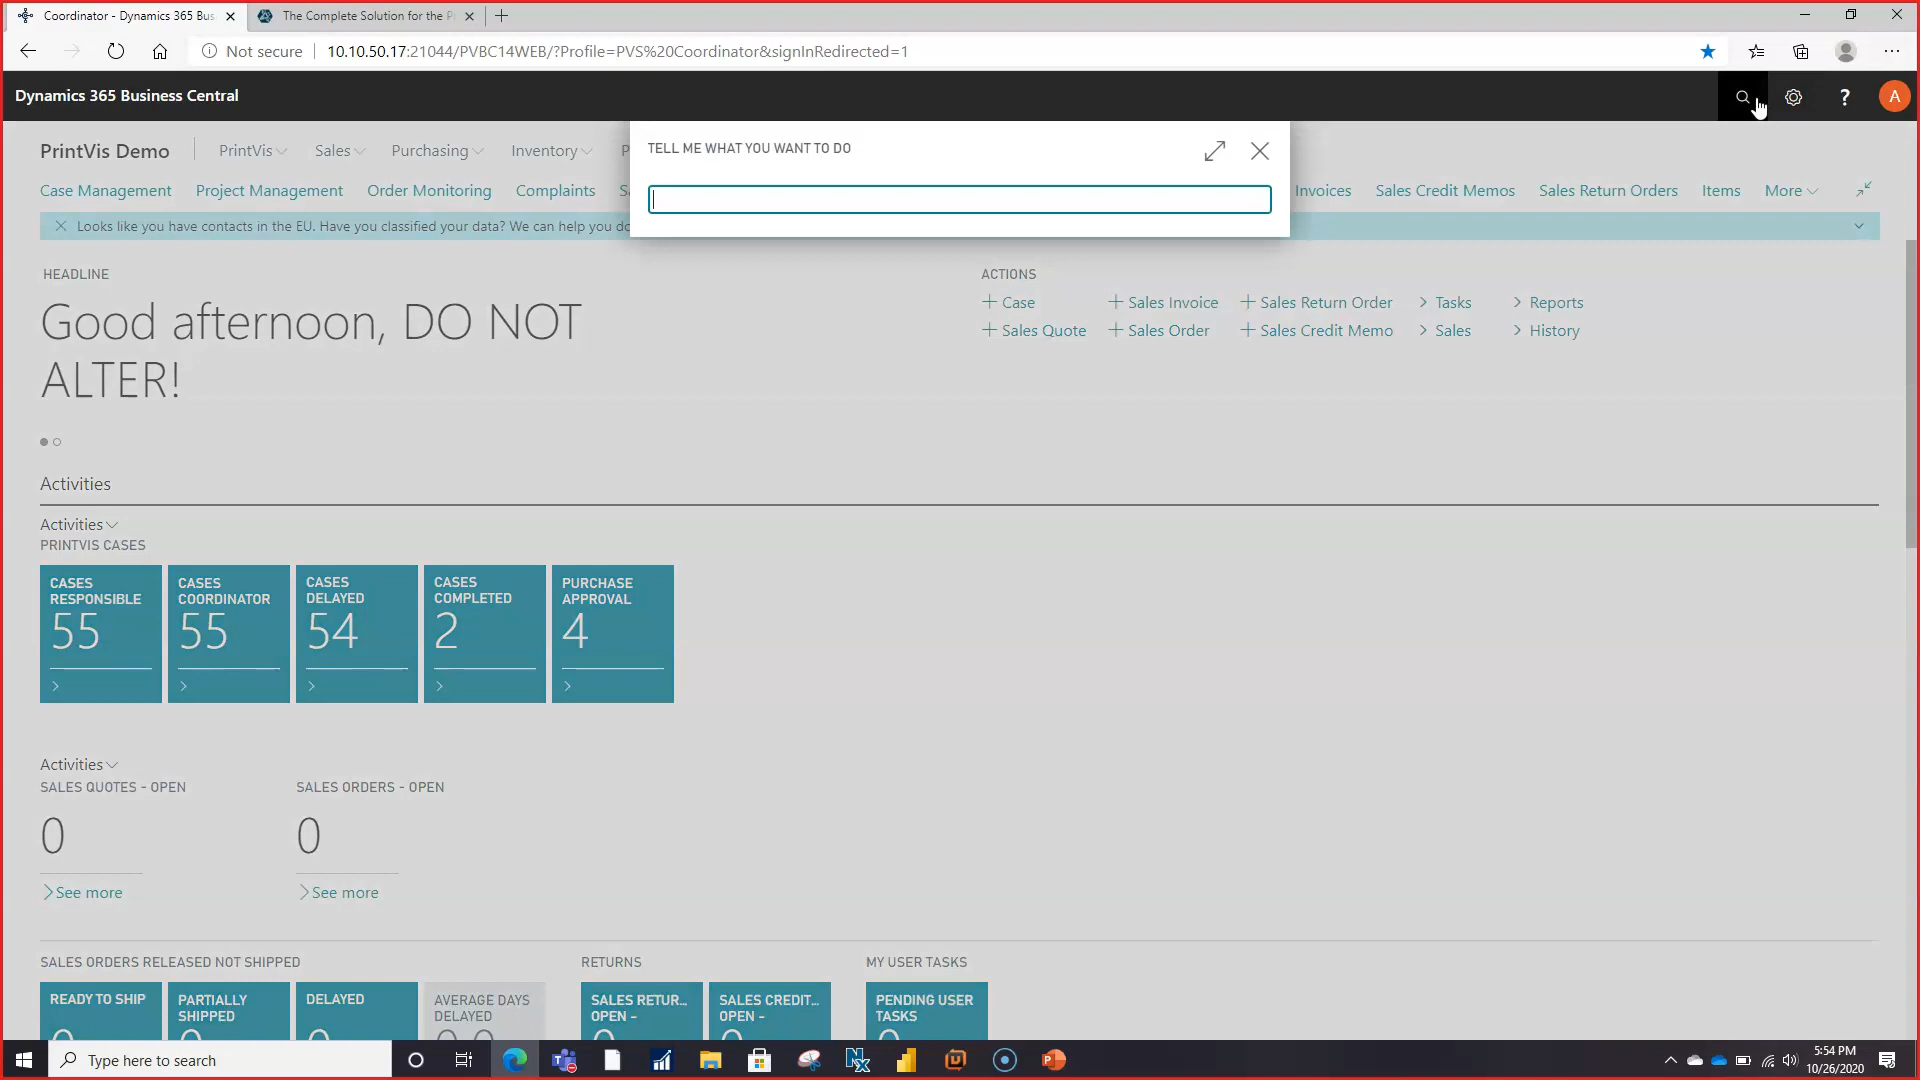 Coordinator - Dynamics 365 Bus
The Complete Solution for the P
Not secure
10.10.50.17:21044/PVBC14WEB/?Profile=PVS%20Coordinator&signInRedirected=1
Dynamics 365 Business Central
?
A
TELL ME WHAT YOU WANT TO DO
PrintVis Demo
PrintVis
Sales
Purchasing
Inventory
P
Case Management
Project Management
Order Monitoring
Complaints
Invoices
Sales Credit Memos
Sales Return Orders
Items
More
Looks like you have contacts in the EU. Have you classified your data? We can help you do
HEADLINE
Good afternoon, DO NOT
ALTER!
ACTIONS
Case
Sales Invoice
Sales Return Order
Tasks
Reports
Sales Quote
Sales Order
Sales Credit Memo
Sales
History
Activities
Activities
PRINTVIS CASES
CASES
RESPONSIBLE
55
CASES
COORDINATOR
55
CASES
DELAYED
54
CASES
COMPLETED
2
PURCHASE
APPROVAL
4
Activities
SALES QUOTES - OPEN
SALES ORDERS - OPEN
0
0
See more
See more
SALES ORDERS RELEASED NOT SHIPPED
RETURNS
MY USER TASKS
READY TO SHIP
PARTIALLY
SHIPPED
DELAYED
AVERAGE DAYS
DELAYED
SALES RETUR...
OPEN -
SALES CREDIT...
OPEN -
PENDING USER
TASKS
Type here to search
5:54 PM
10/26/2020